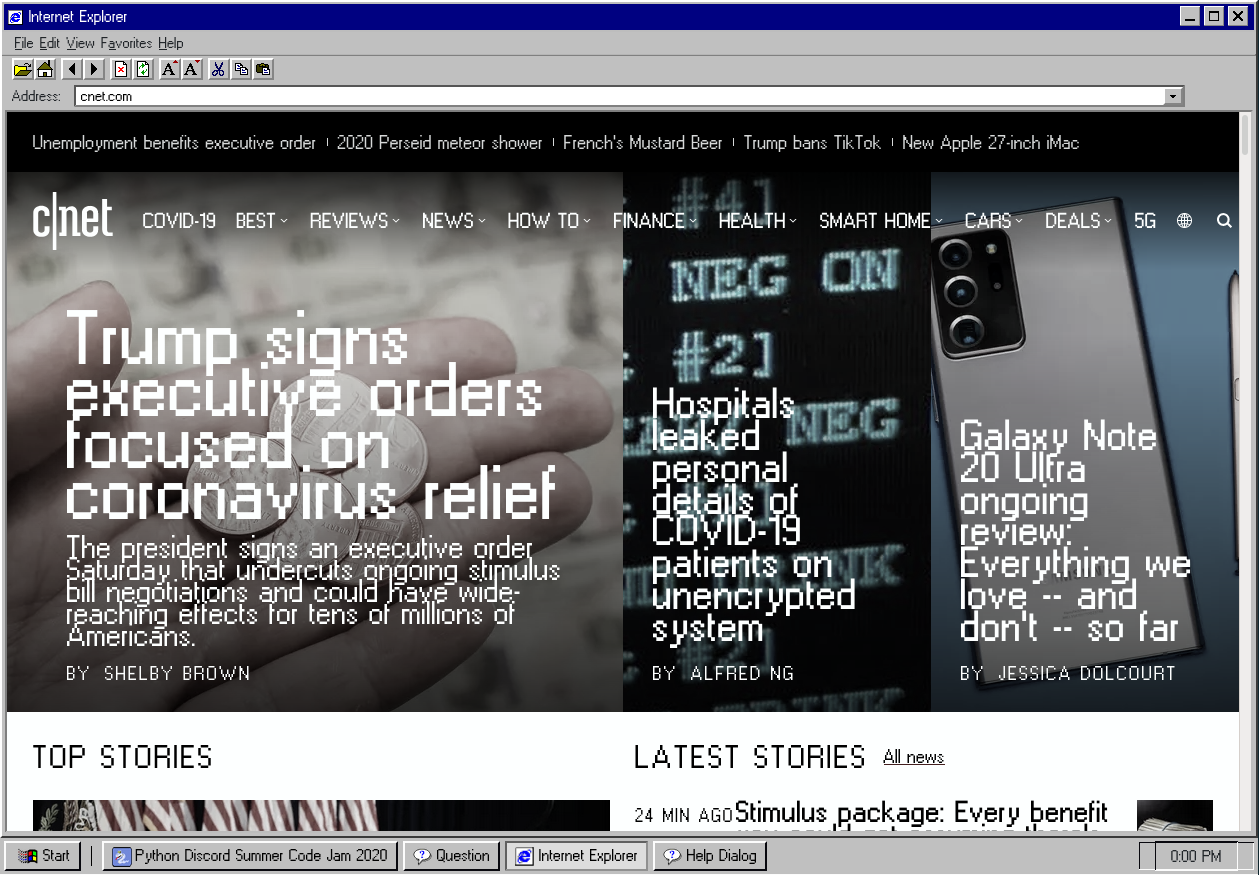 Internet Explorer
File Edit View Favorites Help
Address: cnet.com
Unemployment benefits executive order 2020 Perseid meteor shower French's Mustard Beer Trump bans TikTok New Apple 27-inch iMac
c|net COVID-19 BEST REVIEWS NEWS HOW TO FINANCE HEALTH SMART HOME CARS DEALS 5G
#4]
NEG ON
#2]
NEG
Trump signs
executive orders
focused on
coronavirus relief
The president signs an executive order
Saturday that undercuts ongoing stimulus
bill negotiations and could have wide-
reaching effects for tens of millions of
Americans.
BY SHELBY BROWN
Hospitals
leaked
personal
details of
COVID-19
patients on
unencrypted
system
BY ALFRED NG
Galaxy Note
20 Ultra
ongoing
review:
Everything we
love -- and
don't -- so far
BY JESSICA DOLCOURT
TOP STORIES
LATEST STORIES All news
24 MIN AGO Stimulus package: Every benefit
Start Python Discord Summer Code Jam 2020 Question Internet Explorer Help Dialog 0:00 PM